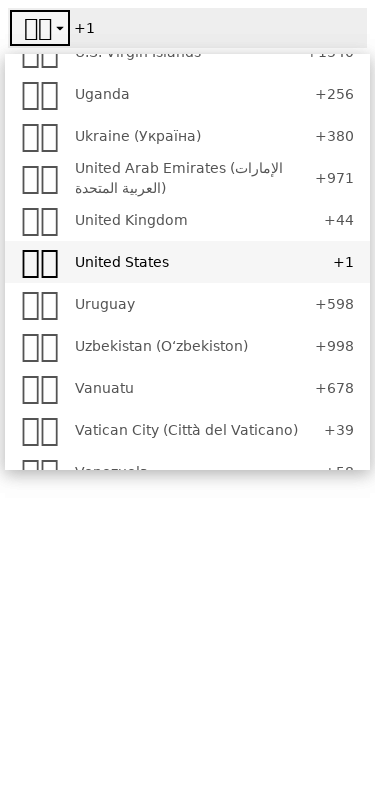 +1
U.S. Virgin Islands +1340
Uganda +256
Ukraine (Україна) +380
United Arab Emirates (الإمارات
العربية المتحدة) +971
United Kingdom +44
United States +1
Uruguay +598
Uzbekistan (Oʻzbekiston) +998
Vanuatu +678
Vatican City (Città del Vaticano) +39
Venezuela +58